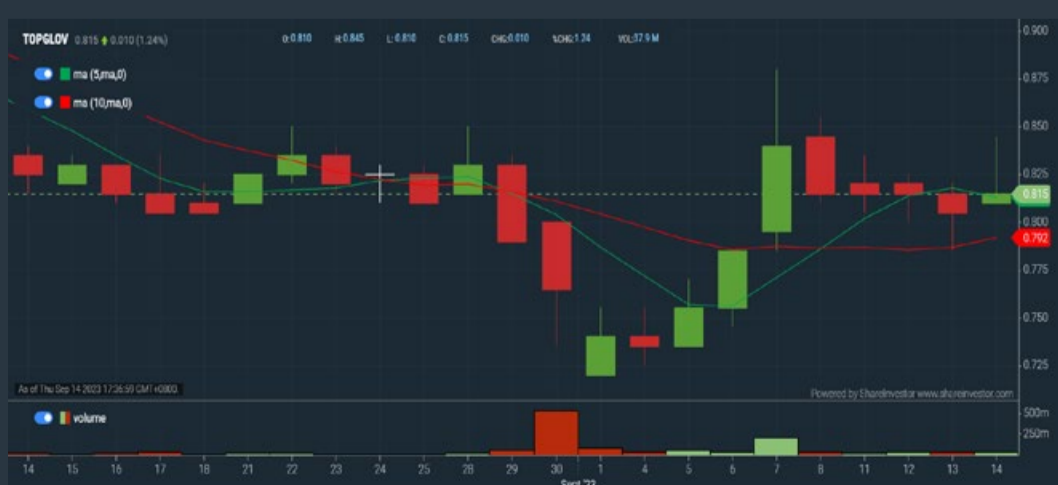 TOPGLOV 0.815 0.010 (1.24%) O: 0.810 H: 0.845 L: 0.810 C: 0.815 CHG:0.010 %CHG:1.24 VOL:37.9 M
ma (5,ma,0)
ma (10,ma,0)
0.900
0.875
0.850
0.825
0.815
0.800
0.792
0.775
0.750
0.725
As of Thu Sep 14 2023 17:36:59 GMT+0800.
Powered by ShareInvestor www.shareinvestor.com
volume
500m
250m
14 15 16 17 18 21 22 23 24 25 28 29 30 1 4 5 6 7 8 11 12 13 14
Sept '23